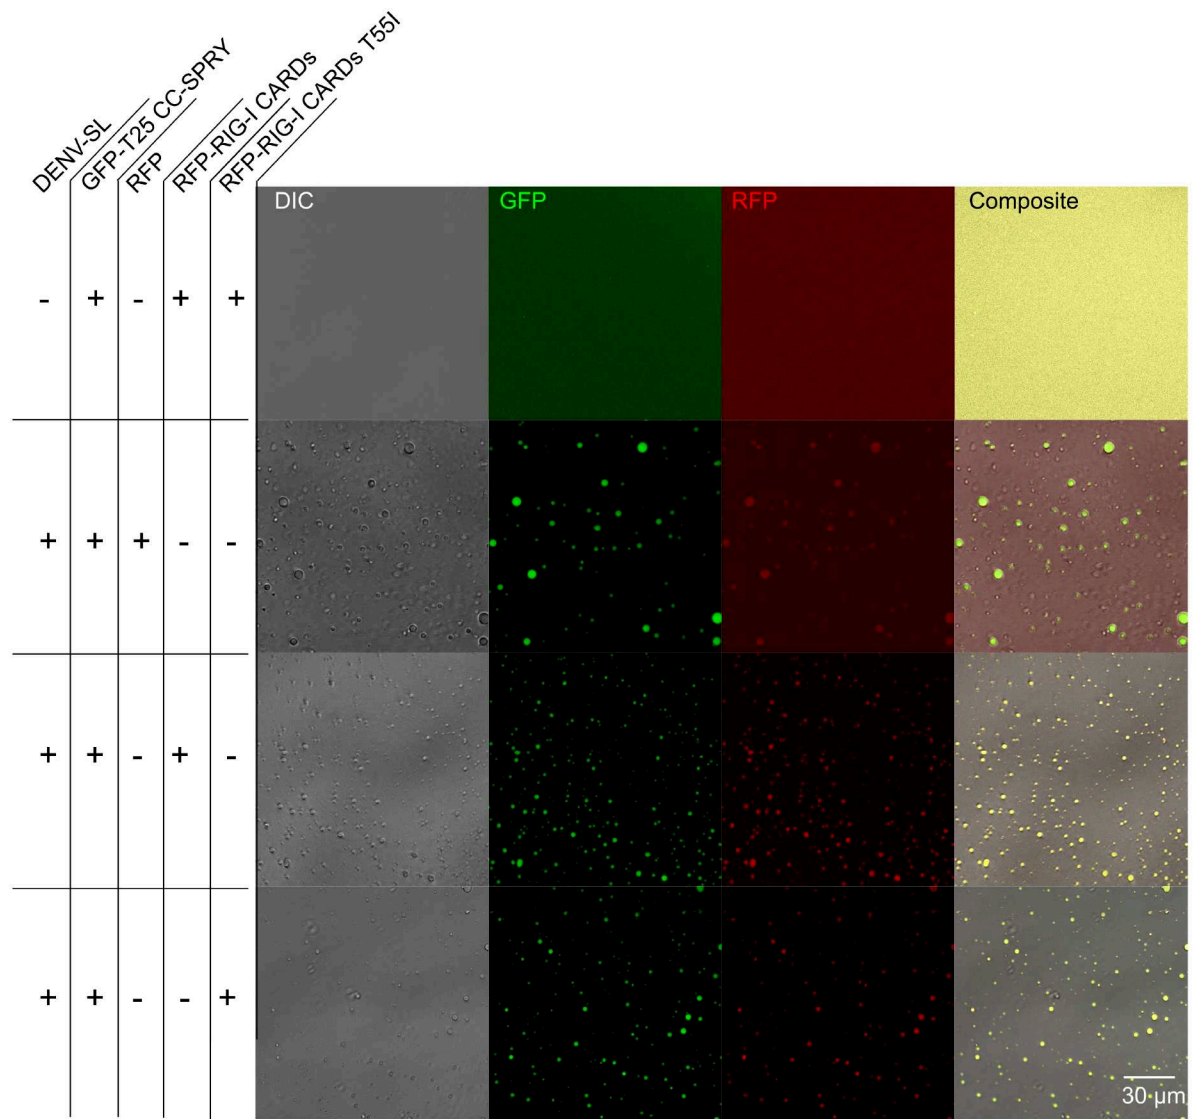 DENV-SL
GFP-T25 CC-SPRY
RFP
RFP-RIG-I CARDs
RFP-RIG-I CARDs T55I
DIC
GFP
RFP
Composite
- + - + +
+ + + - -
+ + - + -
+ + - - +
30 µm